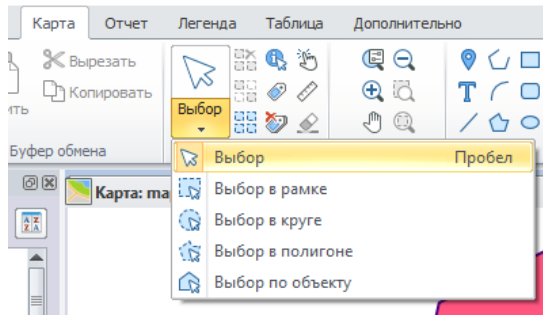 Карта Отчет Легенда Таблица Дополнительно
Вырезать
Копировать
Выбор
Буфер обмена
Выбор Пробел
Выбор в рамке
Выбор в круге
Выбор в полигоне
Выбор по объекту
Карта: ma